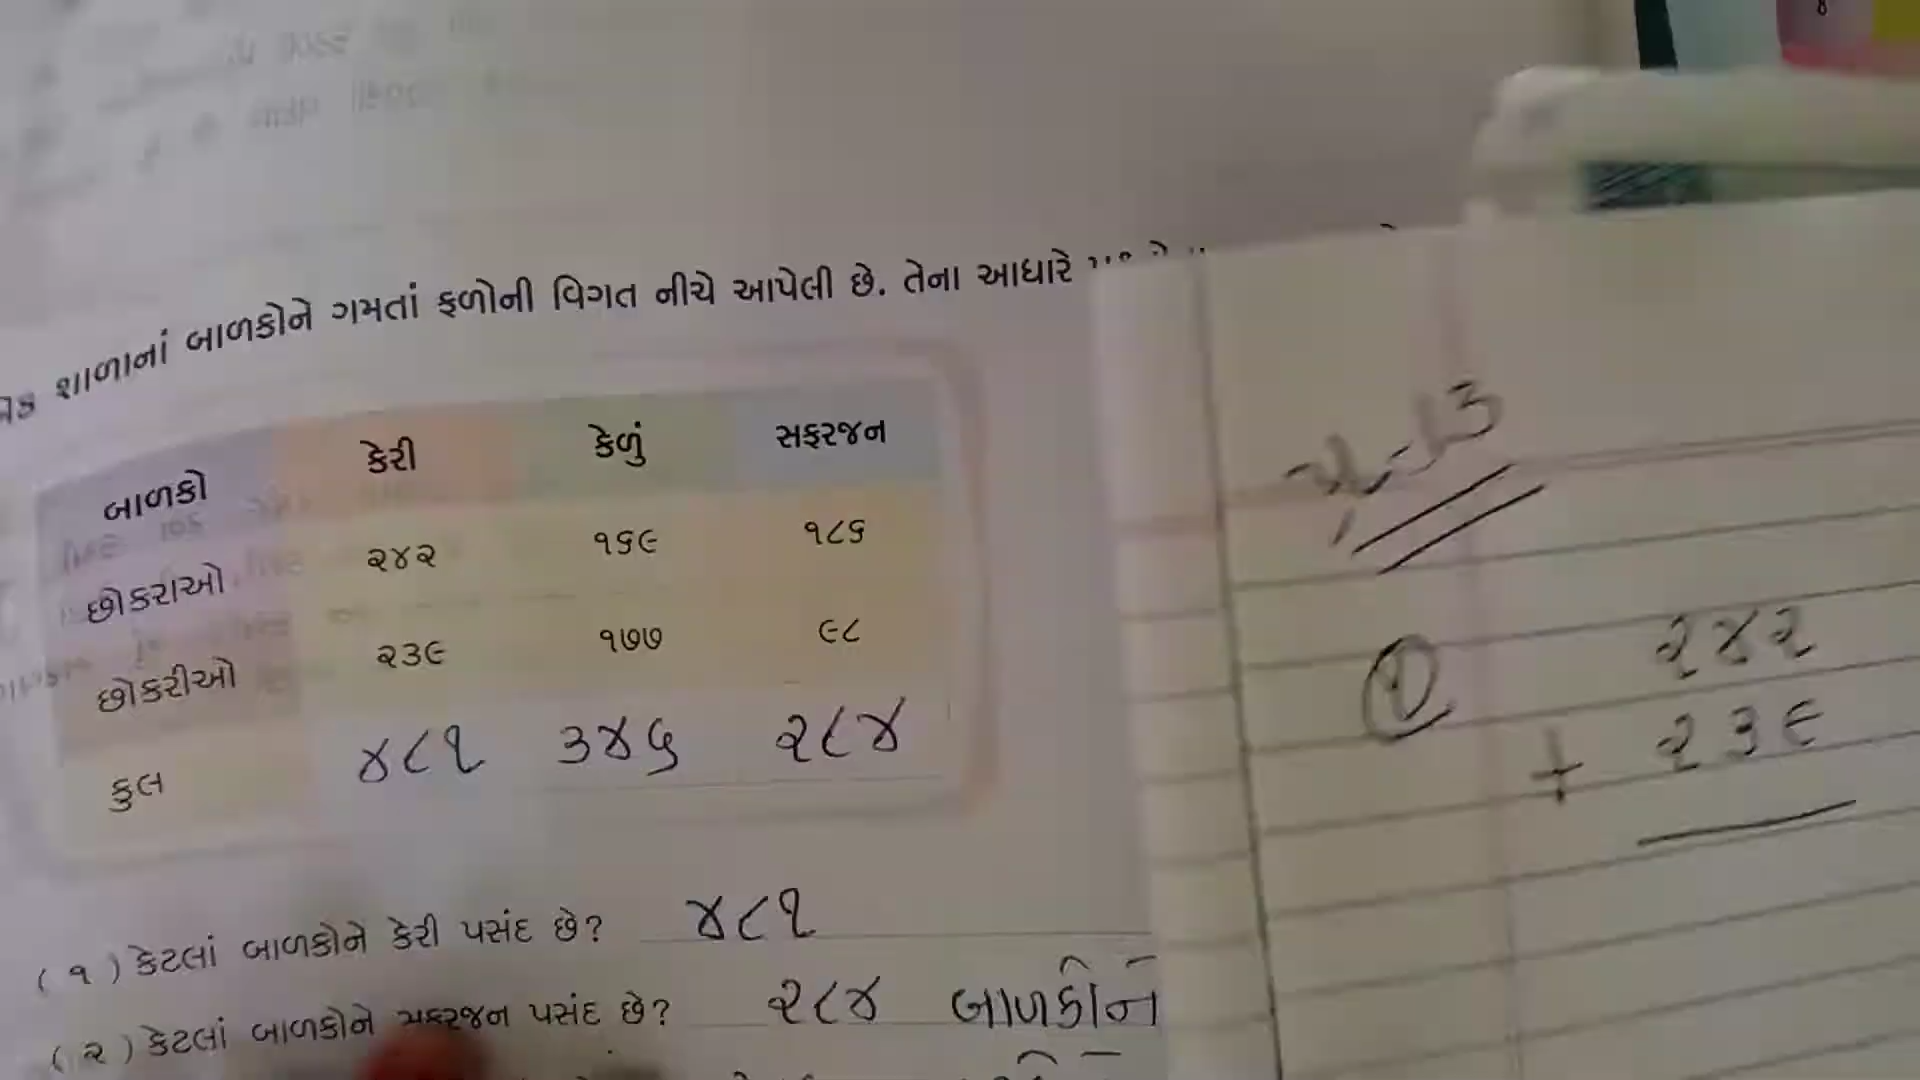 શાળાનાં બાળકોને ગમતાં ફળોની વિગત નીચે આપેલી છે. તેના આધારે
બાળકો કેરી કેળું સફરજન
છોકરાઓ ૨૪૨ ૧૬૯ ૧૮૬
છોકરીઓ ૨૩૯ ૧૭૭ ૯૮
કુલ ૪૮૧ ૩૪૬ ૨૮૪
(૧) કેટલાં બાળકોને કેરી પસંદ છે? ૪૮૧
(૨) કેટલાં બાળકોને સફરજન પસંદ છે? ૨૮૪ બાળકોને
૧
૨૪૨
+ ૨૩૯